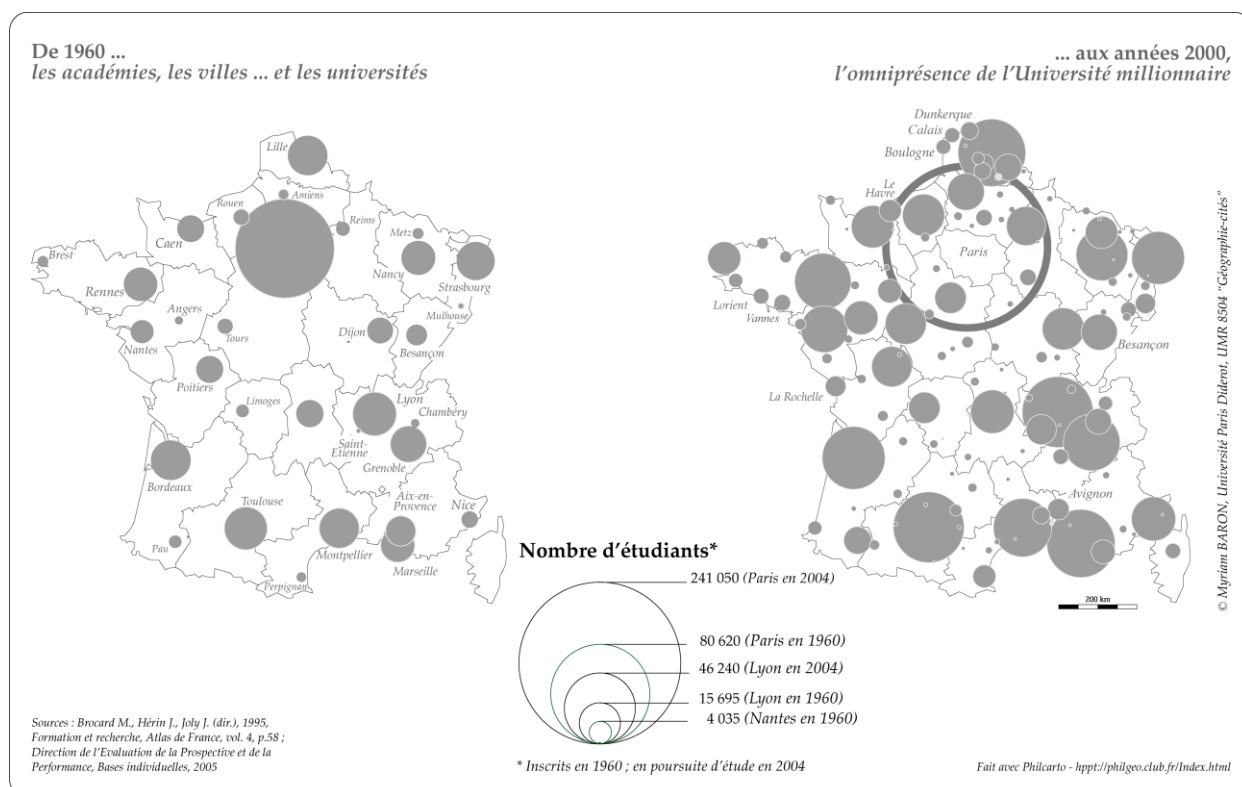 De 1960 ...
les académies, les villes ... et les universités
... aux années 2000,
l'omniprésence de l'Université millionnaire
Lille
Amiens
Rouen
Reims
Caen
Metz
Brest
Nancy
Rennes
Strasbourg
Angers
Mulhouse
Nantes
Tours
Dijon
Besançon
Poitiers
Limoges
Lyon
Chambéry
Saint-
Etienne
Grenoble
Bordeaux
Aix-en-
Provence
Toulouse
Nice
Pau
Montpellier
Marseille
Perpignan
Dunkerque
Calais
Boulogne
Le
Havre
Paris
Lorient
Vannes
Besançon
La Rochelle
Avignon
200 km
Nombre d'étudiants*
241 050 (Paris en 2004)
80 620 (Paris en 1960)
46 240 (Lyon en 2004)
15 695 (Lyon en 1960)
4 035 (Nantes en 1960)
* Inscrits en 1960 ; en poursuite d'étude en 2004
Sources : Brocard M., Hérin J., Joly J. (dir.), 1995,
Formation et recherche, Atlas de France, vol. 4, p.58 ;
Direction de l'Evaluation de la Prospective et de la
Performance, Bases individuelles, 2005
Fait avec Philcarto - hppt://philgeo.club.fr/Index.html
© Myriam BARON, Université Paris Diderot, UMR 8504 "Géographie-cités"